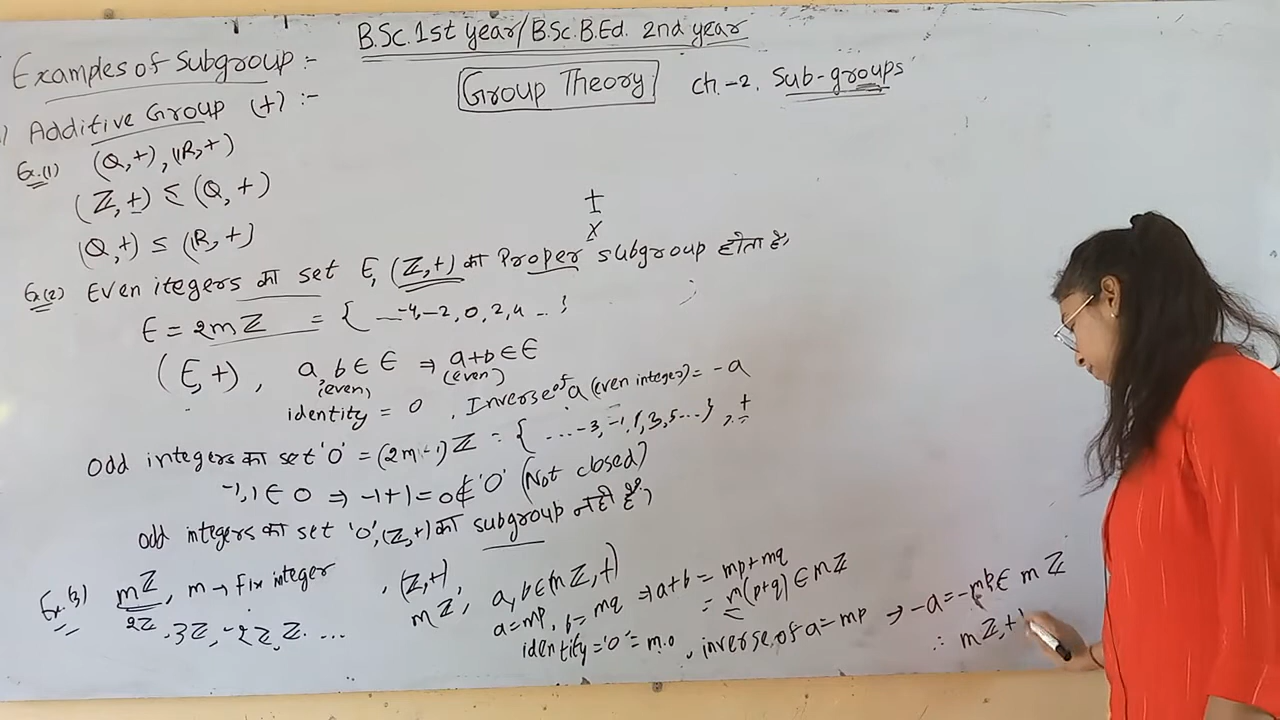 B.Sc. 1st year/B.Sc. B.Ed. 2nd year
Group Theory
ch.-2. Sub-groups
Examples of Subgroup :-
) Additive Group (+) :-
Ex.(1) (Q,+), (R,+)
(Z,+) ≤ (Q,+)
(Q,+) ≤ (R,+)
+
x
Ex(2) Even itegers का set E, (Z,+) का Proper subgroup होता है,
E = 2mZ = {...-4,-2,0,2,4...}
(E,+), a,b ∈ E ⇒ a+b ∈ E
(even) (even)
identity = 0 , Inverse of a (even integer) = -a
Odd integers का set 'O' = (2m-1)Z = {...-3,-1,1,3,5...}, +
-1,1 ∈ O ⇒ -1+1=0 ∉ 'O' (Not closed)
odd integers का set 'O', (Z,+) का subgroup नही है,
Ex.(3) mZ, m → fix integer , (Z,+),
2Z, 3Z, -2Z, Z. ...
mZ, a,b ∈ (mZ,+)
a=mp, b=mq ⇒ a+b = mp+mq
= m(p+q) ∈ mZ
identity = '0' = m.0 , inverse of a=mp → -a = -mp ∈ mZ
∴ mZ,+